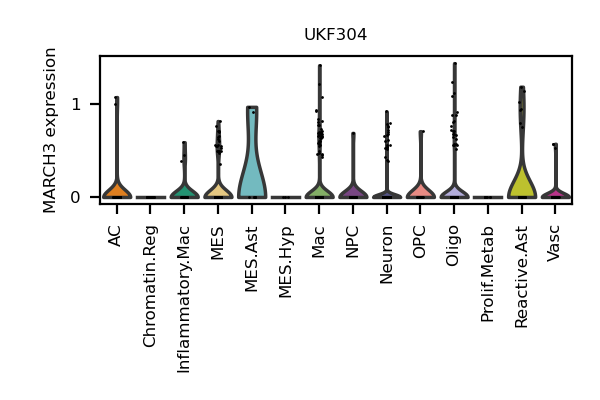 UKF304
MARCH3 expression
1
0
AC
Chromatin.Reg
Inflammatory.Mac
MES
MES.Ast
MES.Hyp
Mac
NPC
Neuron
OPC
Oligo
Prolif.Metab
Reactive.Ast
Vasc